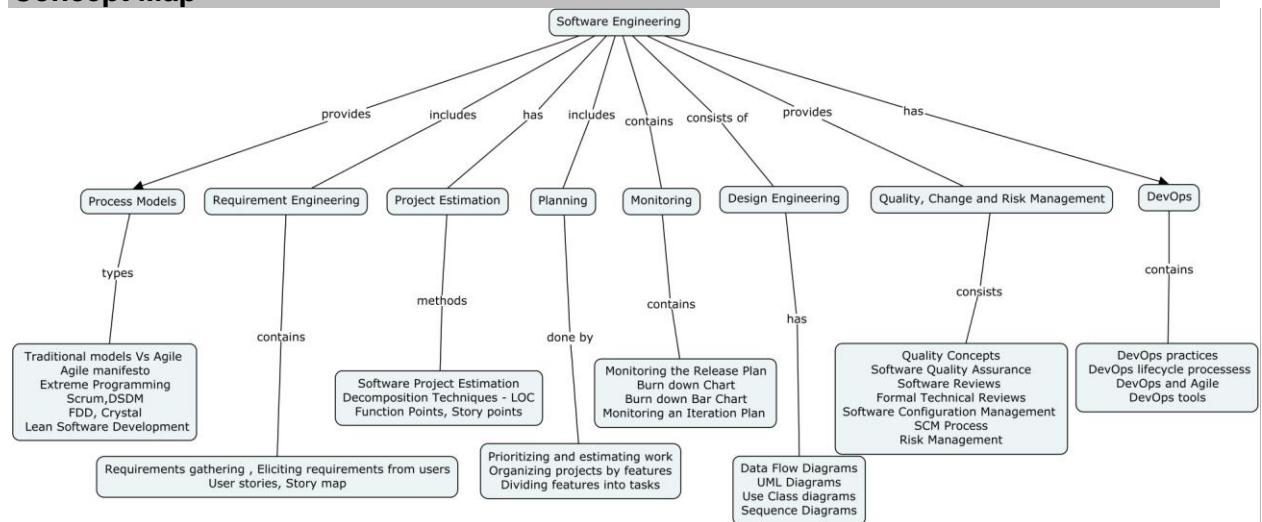 Concept Map
Software Engineering
provides
includes
has
includes
contains
consists of
provides
has
Process Models
Requirement Engineering
Project Estimation
Planning
Monitoring
Design Engineering
Quality, Change and Risk Management
DevOps
types
contains
methods
done by
contains
has
consists
contains
Traditional models Vs Agile
Agile manifesto
Extreme Programming
Scrum,DSDM
FDD, Crystal
Lean Software Development
Requirements gathering , Eliciting requirements from users
User stories, Story map
Software Project Estimation
Decomposition Techniques - LOC
Function Points, Story points
Prioritizing and estimating work
Organizing projects by features
Dividing features into tasks
Monitoring the Release Plan
Burn down Chart
Burn down Bar Chart
Monitoring an Iteration Plan
Data Flow Diagrams
UML Diagrams
Use Class diagrams
Sequence Diagrams
Quality Concepts
Software Quality Assurance
Software Reviews
Formal Technical Reviews
Software Configuration Management
SCM Process
Risk Management
DevOps practices
DevOps lifecycle processess
DevOps and Agile
DevOps tools